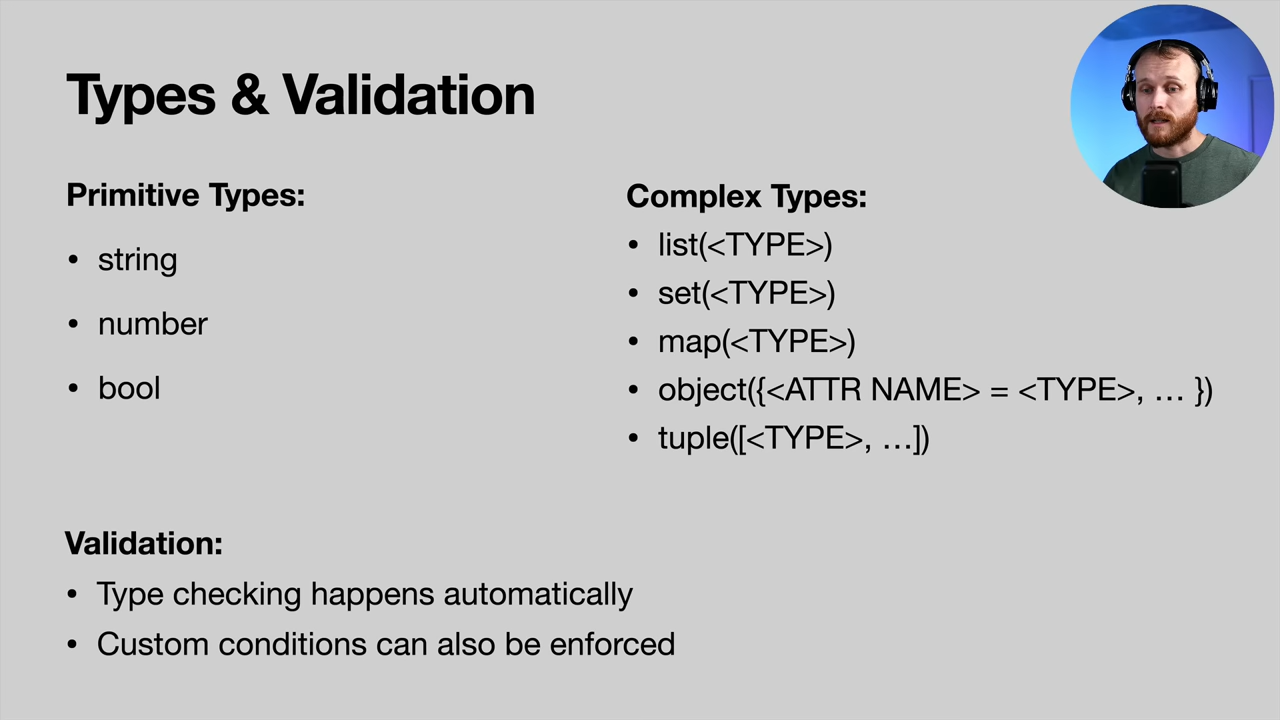 Types & Validation
Primitive Types:
• string
• number
• bool
Complex Types:
• list(<TYPE>)
• set(<TYPE>)
• map(<TYPE>)
• object({<ATTR NAME> = <TYPE>, … })
• tuple([<TYPE>, …])
Validation:
• Type checking happens automatically
• Custom conditions can also be enforced